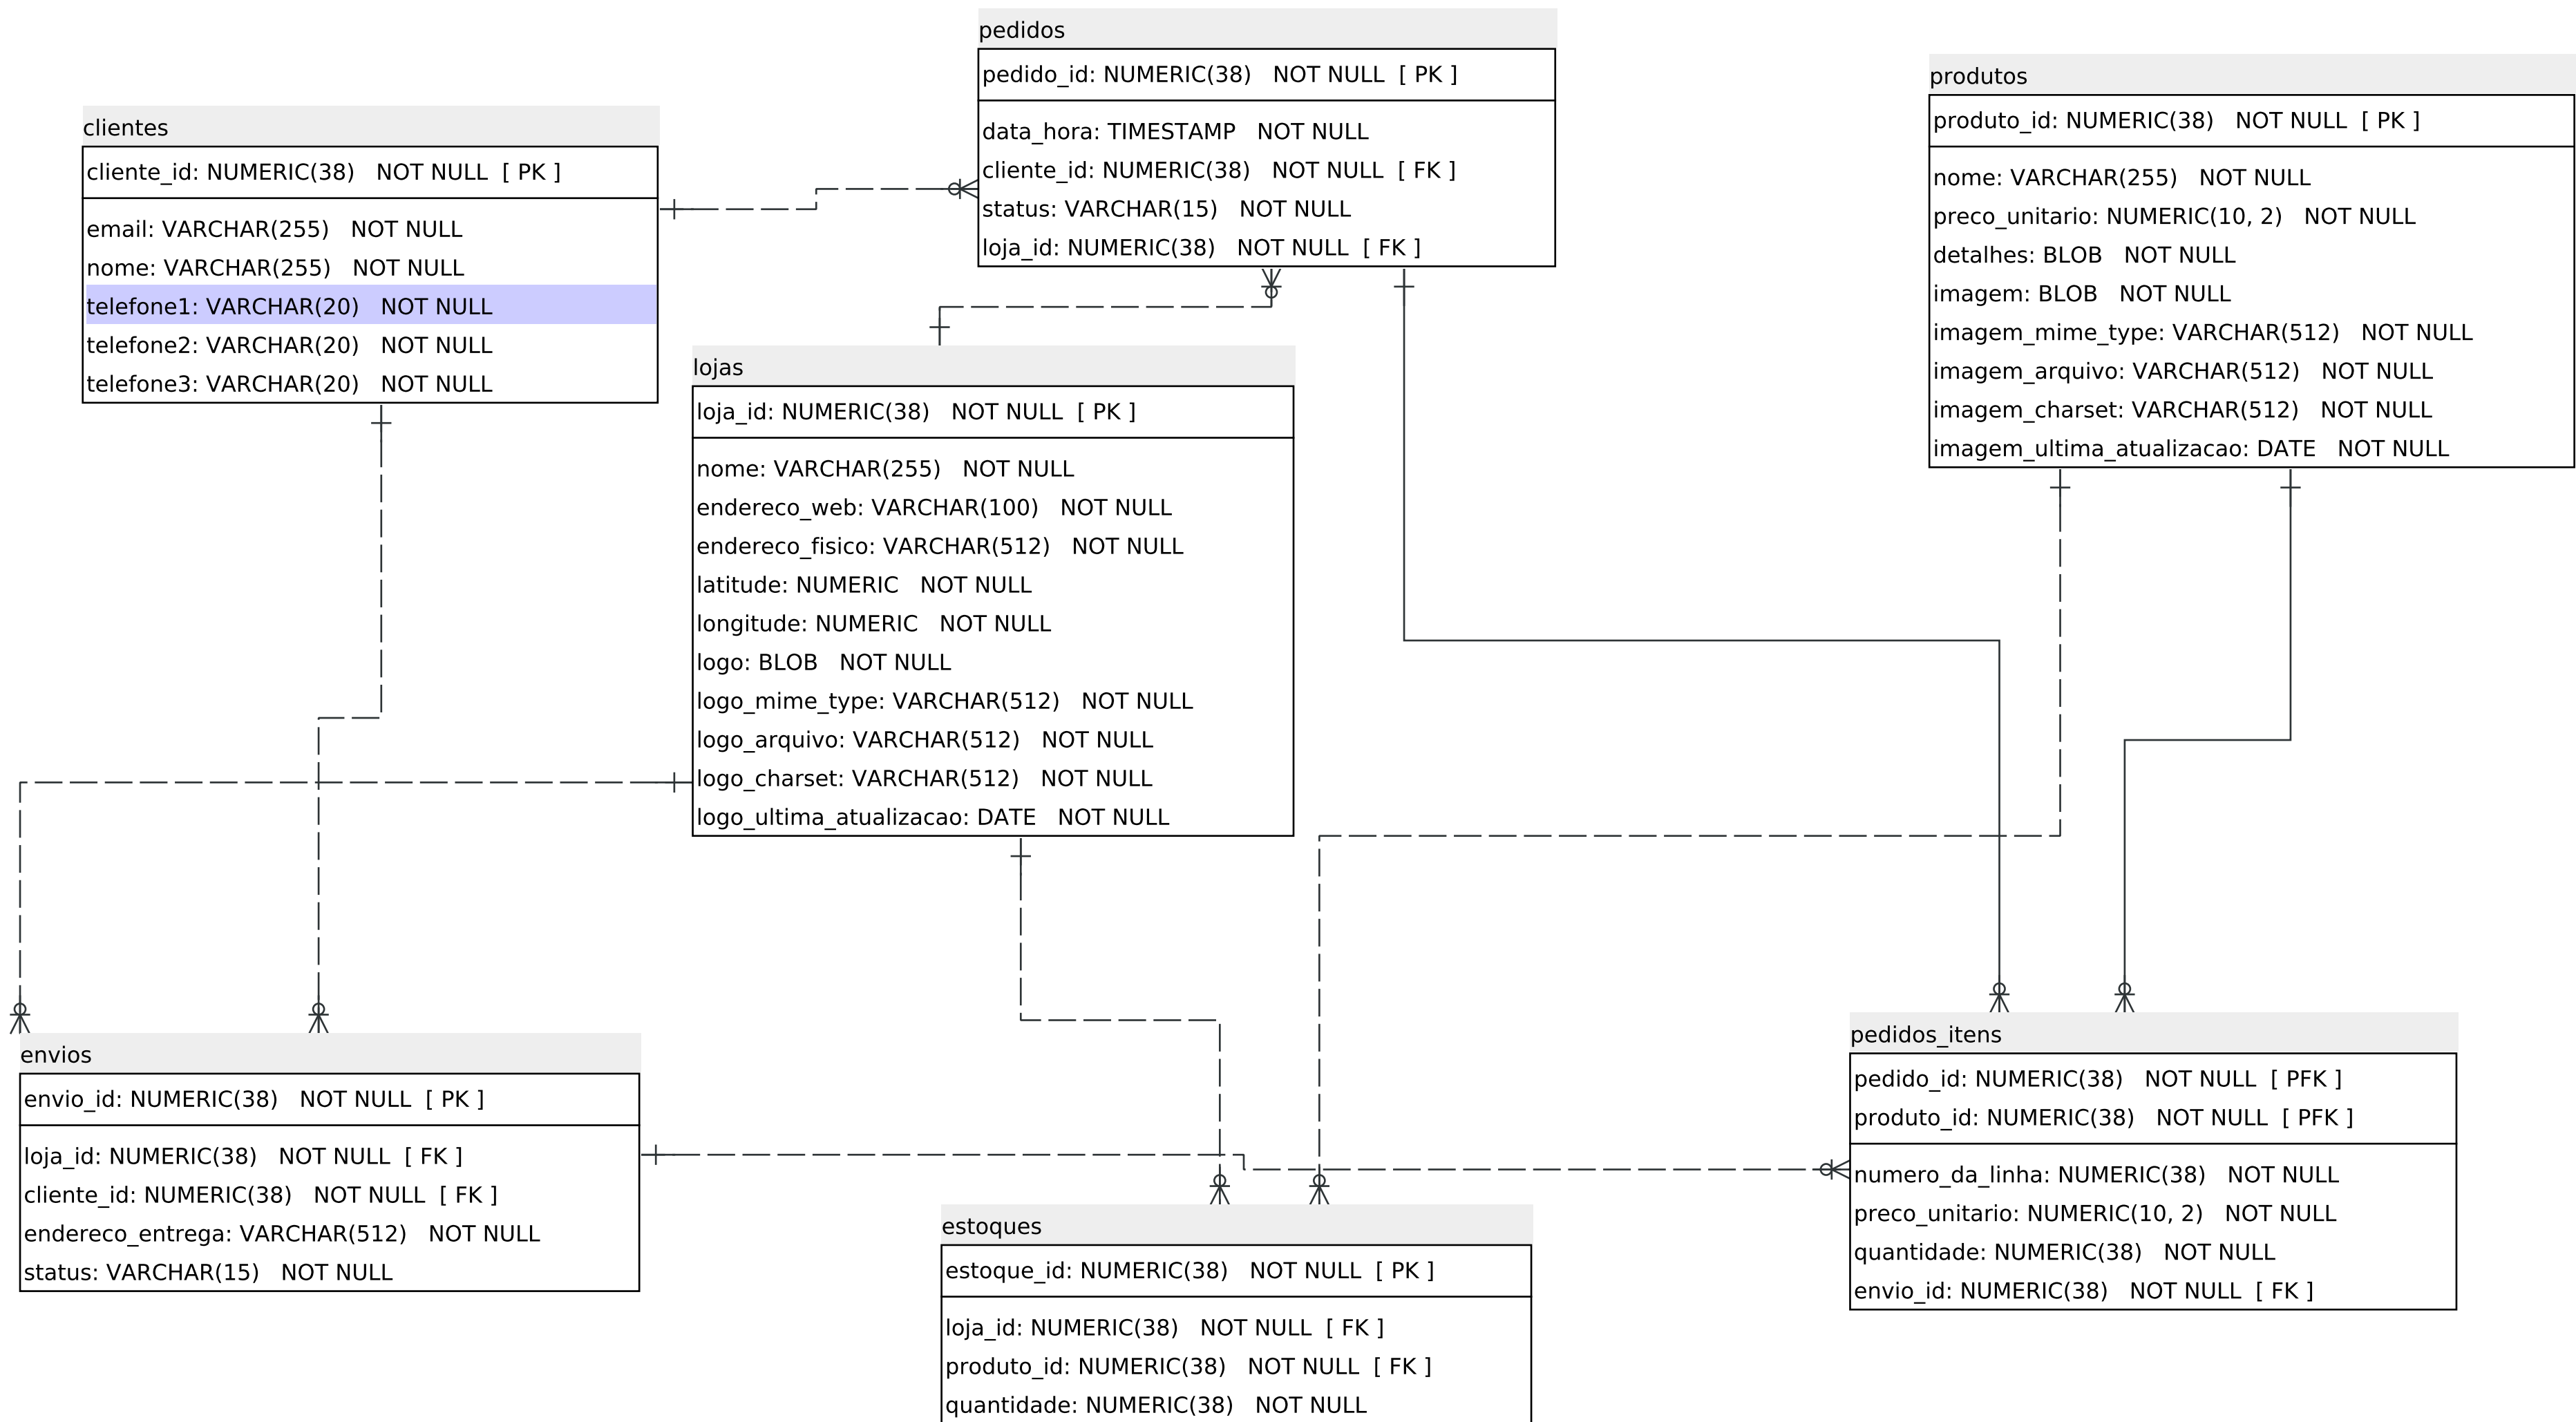 pedidos
pedido_id: NUMERIC(38) NOT NULL [ PK ]
data_hora: TIMESTAMP NOT NULL
cliente_id: NUMERIC(38) NOT NULL [ FK ]
status: VARCHAR(15) NOT NULL
loja_id: NUMERIC(38) NOT NULL [ FK ]
produtos
produto_id: NUMERIC(38) NOT NULL [ PK ]
nome: VARCHAR(255) NOT NULL
preco_unitario: NUMERIC(10, 2) NOT NULL
detalhes: BLOB NOT NULL
imagem: BLOB NOT NULL
imagem_mime_type: VARCHAR(512) NOT NULL
imagem_arquivo: VARCHAR(512) NOT NULL
imagem_charset: VARCHAR(512) NOT NULL
imagem_ultima_atualizacao: DATE NOT NULL
clientes
cliente_id: NUMERIC(38) NOT NULL [ PK ]
email: VARCHAR(255) NOT NULL
nome: VARCHAR(255) NOT NULL
telefone1: VARCHAR(20) NOT NULL
telefone2: VARCHAR(20) NOT NULL
telefone3: VARCHAR(20) NOT NULL
lojas
loja_id: NUMERIC(38) NOT NULL [ PK ]
nome: VARCHAR(255) NOT NULL
endereco_web: VARCHAR(100) NOT NULL
endereco_fisico: VARCHAR(512) NOT NULL
latitude: NUMERIC NOT NULL
longitude: NUMERIC NOT NULL
logo: BLOB NOT NULL
logo_mime_type: VARCHAR(512) NOT NULL
logo_arquivo: VARCHAR(512) NOT NULL
logo_charset: VARCHAR(512) NOT NULL
logo_ultima_atualizacao: DATE NOT NULL
envios
envio_id: NUMERIC(38) NOT NULL [ PK ]
loja_id: NUMERIC(38) NOT NULL [ FK ]
cliente_id: NUMERIC(38) NOT NULL [ FK ]
endereco_entrega: VARCHAR(512) NOT NULL
status: VARCHAR(15) NOT NULL
pedidos_itens
pedido_id: NUMERIC(38) NOT NULL [ PFK ]
produto_id: NUMERIC(38) NOT NULL [ PFK ]
numero_da_linha: NUMERIC(38) NOT NULL
preco_unitario: NUMERIC(10, 2) NOT NULL
quantidade: NUMERIC(38) NOT NULL
envio_id: NUMERIC(38) NOT NULL [ FK ]
estoques
estoque_id: NUMERIC(38) NOT NULL [ PK ]
loja_id: NUMERIC(38) NOT NULL [ FK ]
produto_id: NUMERIC(38) NOT NULL [ FK ]
quantidade: NUMERIC(38) NOT NULL